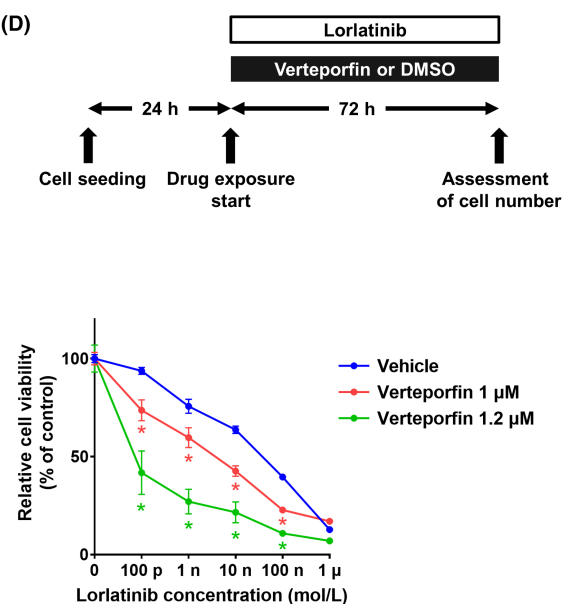 (D)
Lorlatinib
Verteporfin or DMSO
24 h
72 h
Cell seeding
Drug exposure
start
Assessment
of cell number
Relative cell viability
(% of control)
100
50
0
0
100 p
1 n
10 n
100 n
1 μ
Lorlatinib concentration (mol/L)
Vehicle
Verteporfin 1 μM
Verteporfin 1.2 μM
*
*
*
*
*
*
*
*